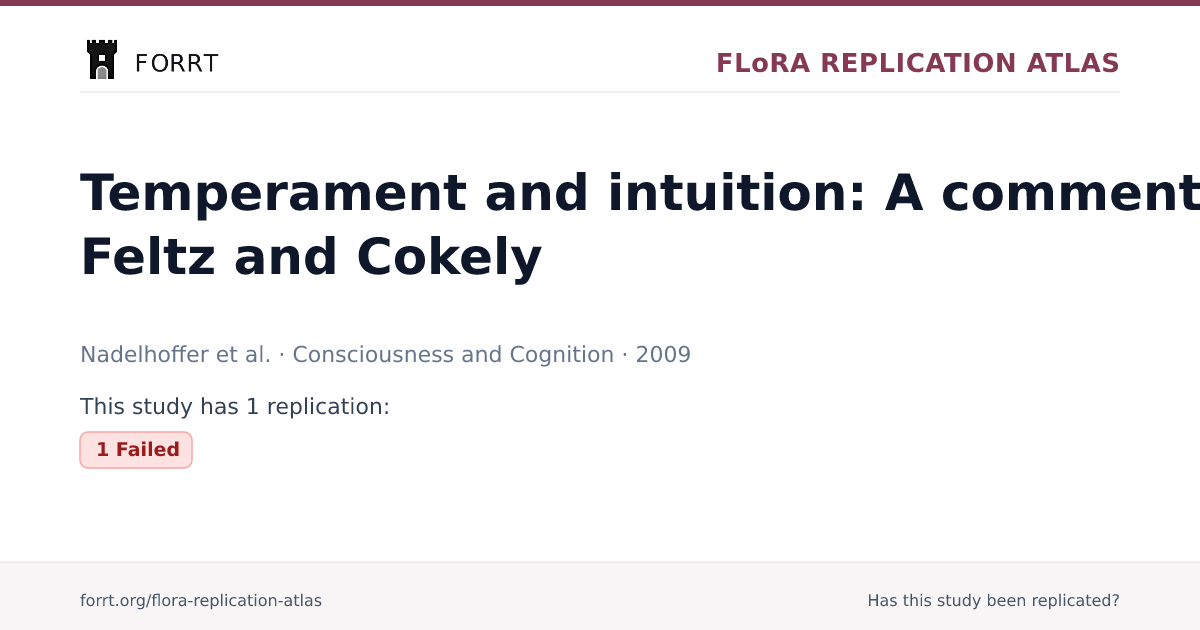 FORRT
FLoRA REPLICATION ATLAS
Temperament and intuition: A comment
Feltz and Cokely
Nadelhoffer et al. · Consciousness and Cognition · 2009
This study has 1 replication:
1 Failed
forrt.org/flora-replication-atlas
Has this study been replicated?